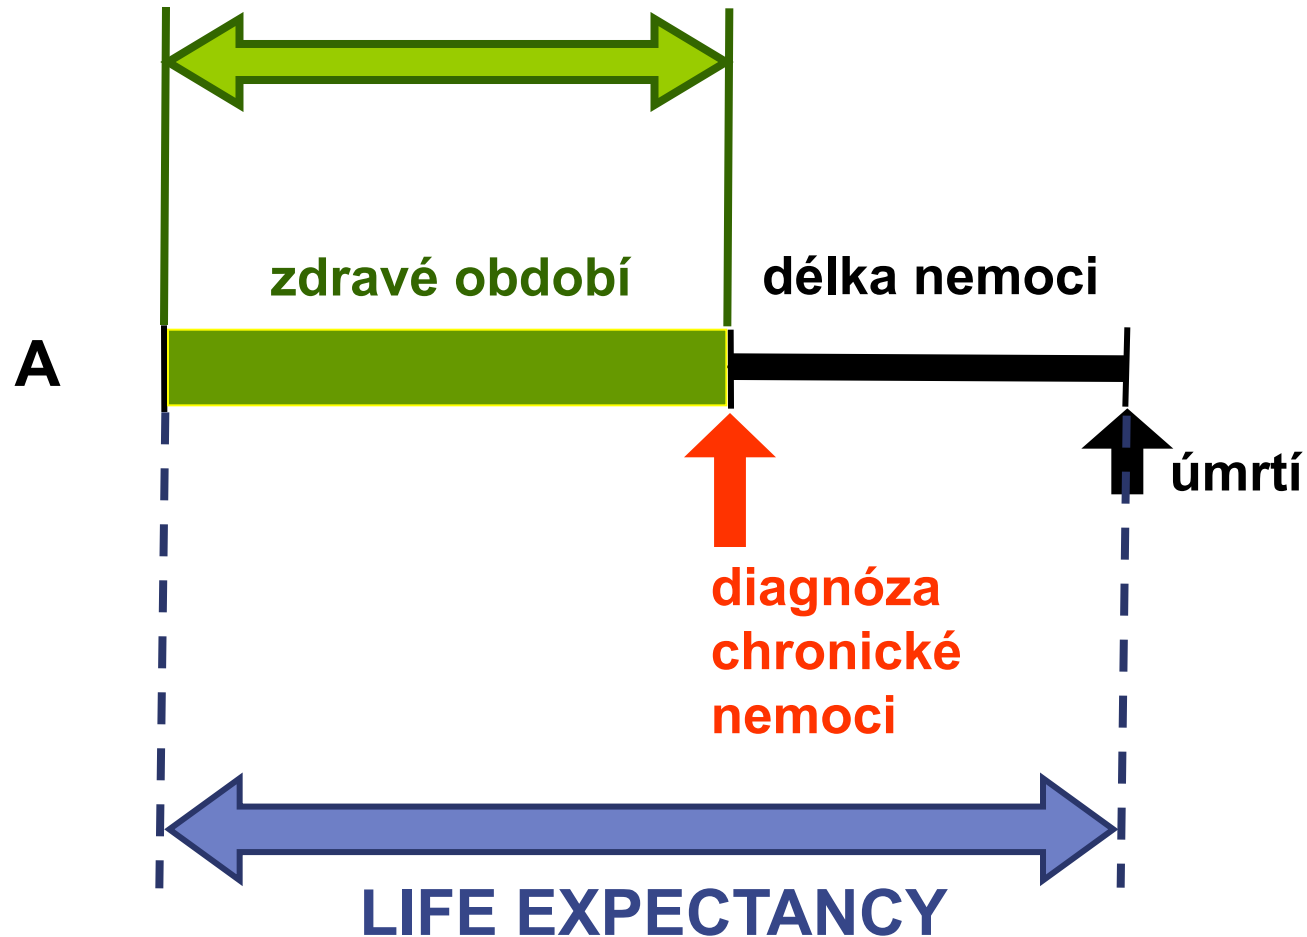 zdravé období
délka nemoci
A
úmrtí
diagnóza
chronické
nemoci
LIFE EXPECTANCY